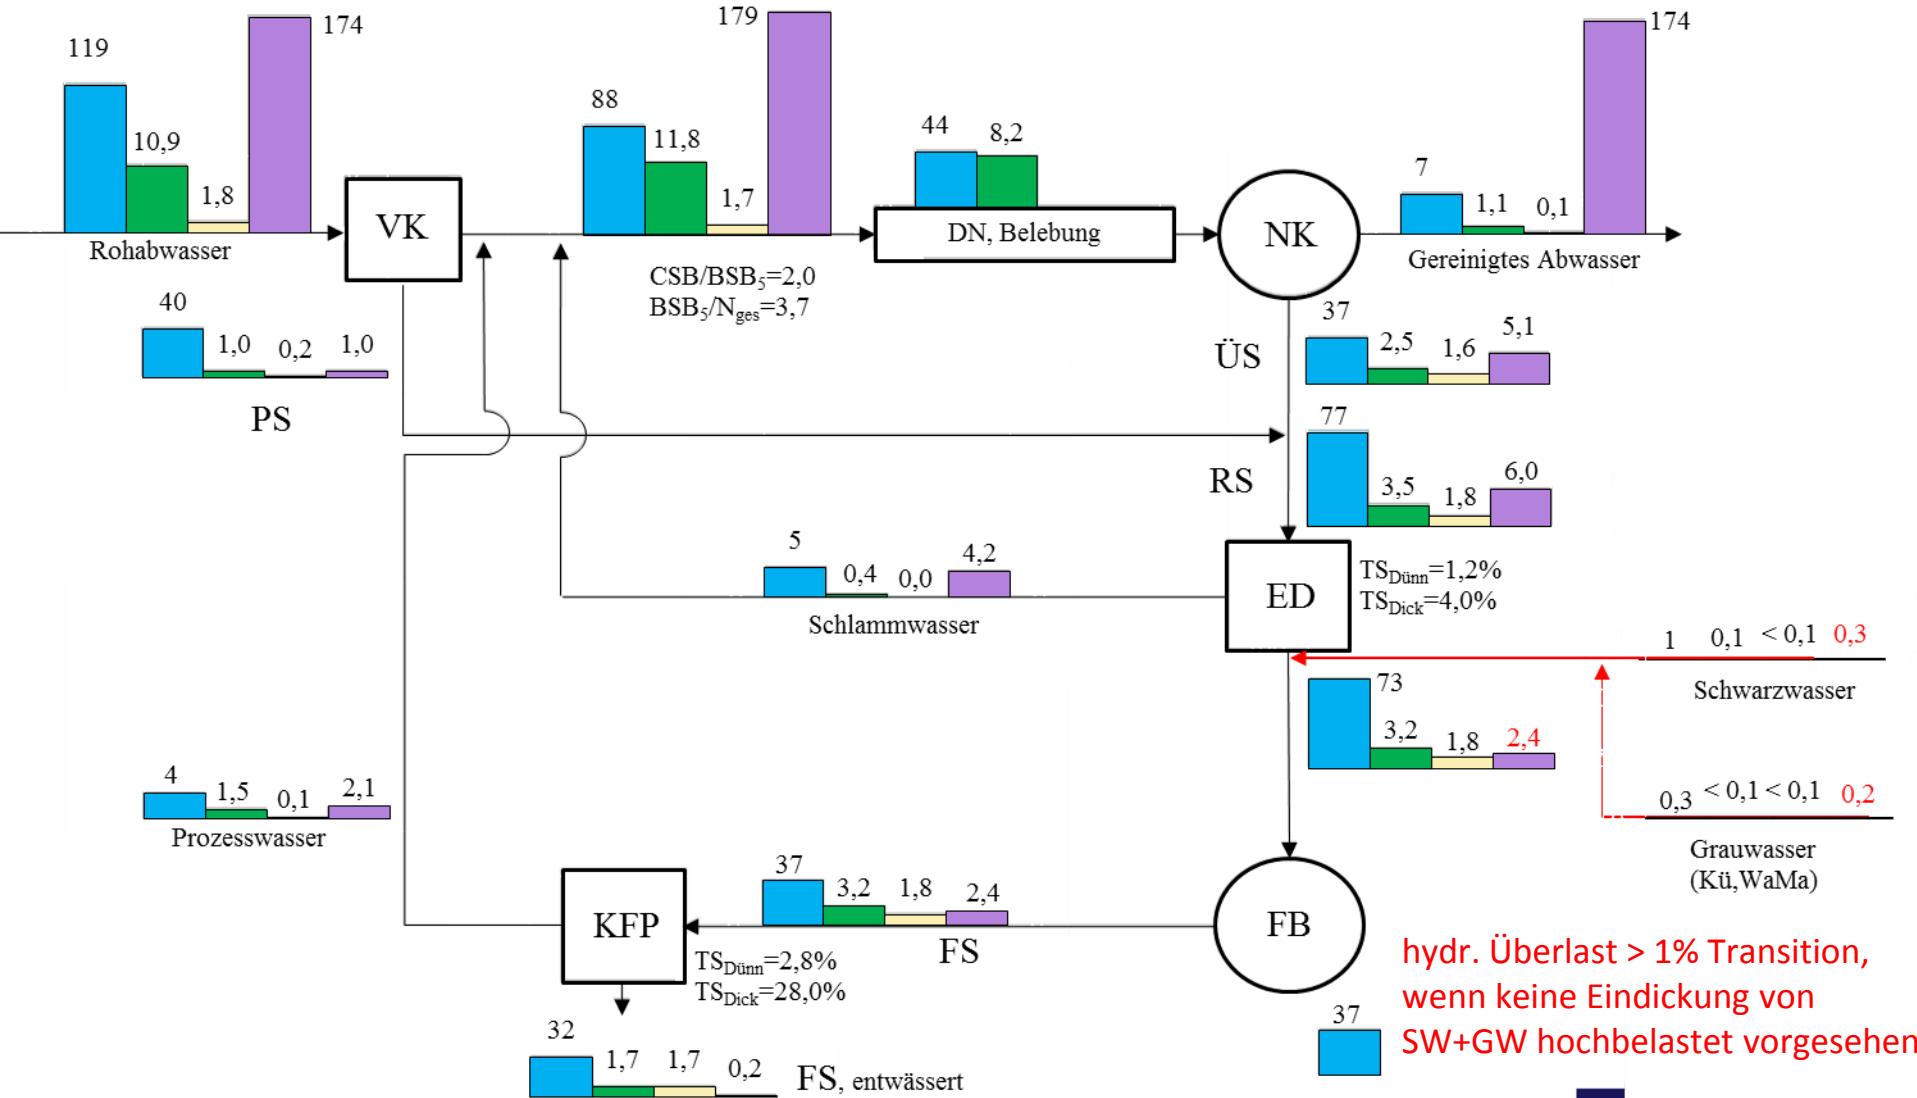 119
10,9
1,8
174
Rohabwasser
VK
88
11,8
1,7
179
CSB/BSB₅=2,0
BSB₅/Nges=3,7
44
8,2
DN, Belebung
NK
7
1,1
0,1
174
Gereinigtes Abwasser
40
1,0
0,2
1,0
PS
ÜS
37
2,5
1,6
5,1
RS
77
3,5
1,8
6,0
5
0,4
0,0
4,2
Schlammwasser
ED
TSDünn=1,2%
TSDick=4,0%
1
0,1
< 0,1
0,3
Schwarzwasser
73
3,2
1,8
2,4
0,3
< 0,1
< 0,1
0,2
Grauwasser
(Kü,WaMa)
4
1,5
0,1
2,1
Prozesswasser
KFP
TSDünn=2,8%
TSDick=28,0%
37
3,2
1,8
2,4
FS
FB
hydr. Überlast > 1% Transition,
wenn keine Eindickung von
SW+GW hochbelastet vorgesehen
37
32
1,7
1,7
0,2
FS, entwässert